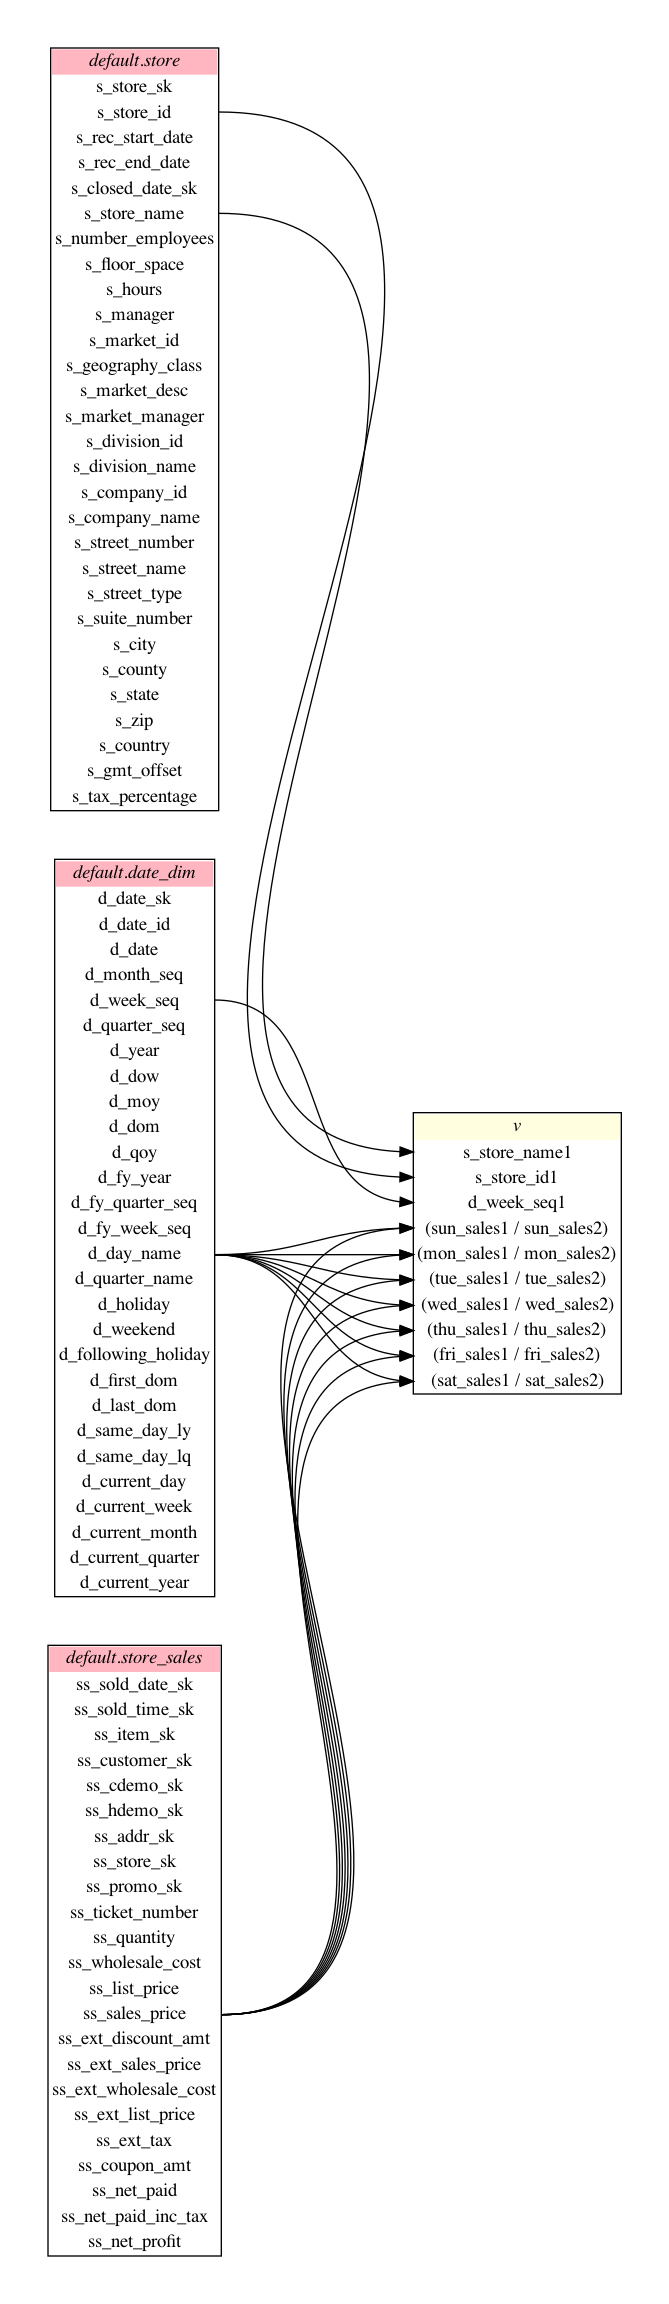 default.store
s_store_sk
s_store_id
s_rec_start_date
s_rec_end_date
s_closed_date_sk
s_store_name
s_number_employees
s_floor_space
s_hours
s_manager
s_market_id
s_geography_class
s_market_desc
s_market_manager
s_division_id
s_division_name
s_company_id
s_company_name
s_street_number
s_street_name
s_street_type
s_suite_number
s_city
s_county
s_state
s_zip
s_country
s_gmt_offset
s_tax_percentage
default.date_dim
d_date_sk
d_date_id
d_date
d_month_seq
d_week_seq
d_quarter_seq
d_year
d_dow
d_moy
d_dom
d_qoy
d_fy_year
d_fy_quarter_seq
d_fy_week_seq
d_day_name
d_quarter_name
d_holiday
d_weekend
d_following_holiday
d_first_dom
d_last_dom
d_same_day_ly
d_same_day_lq
d_current_day
d_current_week
d_current_month
d_current_quarter
d_current_year
default.store_sales
ss_sold_date_sk
ss_sold_time_sk
ss_item_sk
ss_customer_sk
ss_cdemo_sk
ss_hdemo_sk
ss_addr_sk
ss_store_sk
ss_promo_sk
ss_ticket_number
ss_quantity
ss_wholesale_cost
ss_list_price
ss_sales_price
ss_ext_discount_amt
ss_ext_sales_price
ss_ext_wholesale_cost
ss_ext_list_price
ss_ext_tax
ss_coupon_amt
ss_net_paid
ss_net_paid_inc_tax
ss_net_profit
v
s_store_name1
s_store_id1
d_week_seq1
(sun_sales1 / sun_sales2)
(mon_sales1 / mon_sales2)
(tue_sales1 / tue_sales2)
(wed_sales1 / wed_sales2)
(thu_sales1 / thu_sales2)
(fri_sales1 / fri_sales2)
(sat_sales1 / sat_sales2)